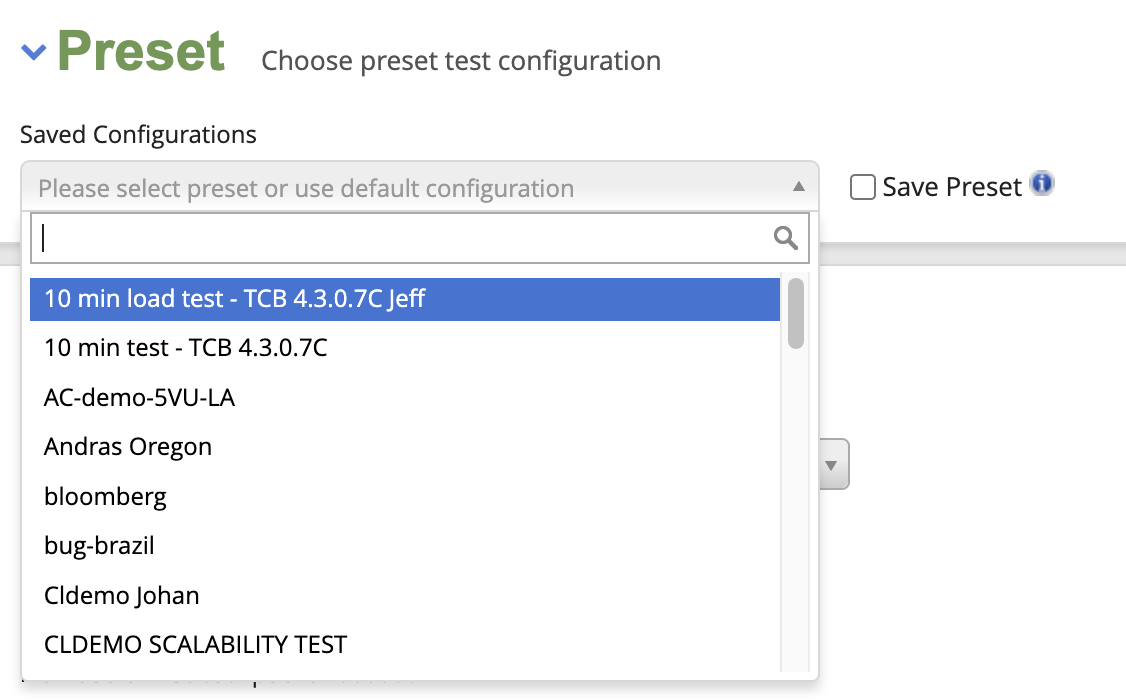 Preset Choose preset test configuration
Saved Configurations
Please select preset or use default configuration
Save Preset
10 min load test - TCB 4.3.0.7C Jeff
10 min test - TCB 4.3.0.7C
AC-demo-5VU-LA
Andras Oregon
bloomberg
bug-brazil
Cldemo Johan
CLDEMO SCALABILITY TEST